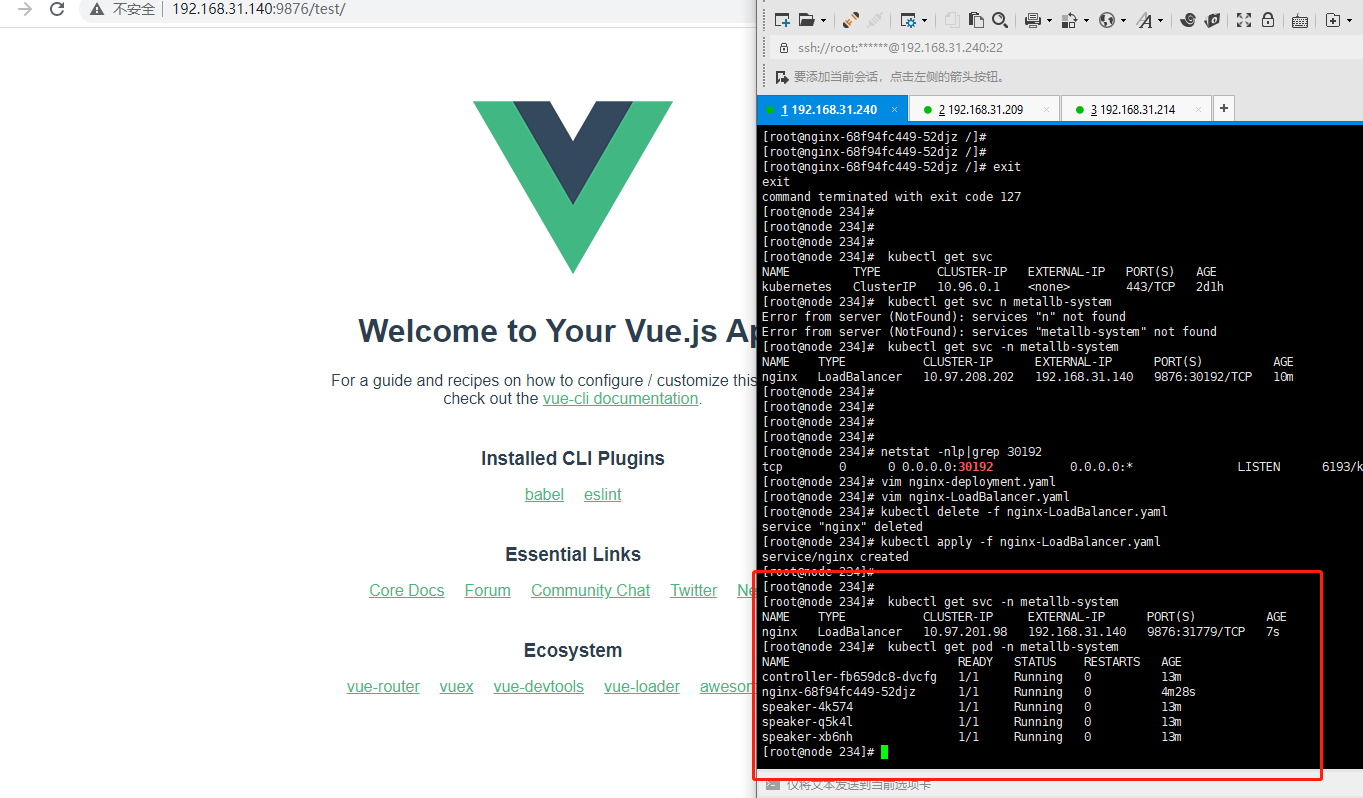 不安全 192.168.31.140:9876/test/
Welcome to Your Vue.js Ap
For a guide and recipes on how to configure / customize this
check out the vue-cli documentation.
Installed CLI Plugins
babel eslint
Essential Links
Core Docs Forum Community Chat Twitter Ne
Ecosystem
vue-router vuex vue-devtools vue-loader awesom
ssh://root:******@192.168.31.240:22
要添加当前会话，点击左侧的箭头按钮。
1 192.168.31.240 × 2 192.168.31.209 × 3 192.168.31.214 × +
[root@nginx-68f94fc449-52djz /]#
[root@nginx-68f94fc449-52djz /]#
[root@nginx-68f94fc449-52djz /]# exit
exit
command terminated with exit code 127
[root@node 234]#
[root@node 234]#
[root@node 234]#
[root@node 234]#  kubectl get svc
NAME         TYPE        CLUSTER-IP   EXTERNAL-IP   PORT(S)   AGE
kubernetes   ClusterIP   10.96.0.1    <none>        443/TCP   2d1h
[root@node 234]#  kubectl get svc n metallb-system
Error from server (NotFound): services "n" not found
Error from server (NotFound): services "metallb-system" not found
[root@node 234]#  kubectl get svc -n metallb-system
NAME    TYPE           CLUSTER-IP      EXTERNAL-IP      PORT(S)          AGE
nginx   LoadBalancer   10.97.208.202   192.168.31.140   9876:30192/TCP   10m
[root@node 234]#
[root@node 234]#
[root@node 234]#
[root@node 234]#
[root@node 234]# netstat -nlp|grep 30192
tcp        0      0 0.0.0.0:30192           0.0.0.0:*               LISTEN      6193/k
[root@node 234]# vim nginx-deployment.yaml
[root@node 234]# vim nginx-LoadBalancer.yaml
[root@node 234]# kubectl delete -f nginx-LoadBalancer.yaml
service "nginx" deleted
[root@node 234]# kubectl apply -f nginx-LoadBalancer.yaml
service/nginx created
[root@node 234]#
[root@node 234]#
[root@node 234]#  kubectl get svc -n metallb-system
NAME    TYPE           CLUSTER-IP     EXTERNAL-IP      PORT(S)          AGE
nginx   LoadBalancer   10.97.201.98   192.168.31.140   9876:31779/TCP   7s
[root@node 234]#  kubectl get pod -n metallb-system
NAME                        READY   STATUS    RESTARTS   AGE
controller-fb659dc8-dvcfg   1/1     Running   0          13m
nginx-68f94fc449-52djz      1/1     Running   0          4m28s
speaker-4k574               1/1     Running   0          13m
speaker-q5k4l               1/1     Running   0          13m
speaker-xb6nh               1/1     Running   0          13m
[root@node 234]#
仅将文本发送到当前选项卡